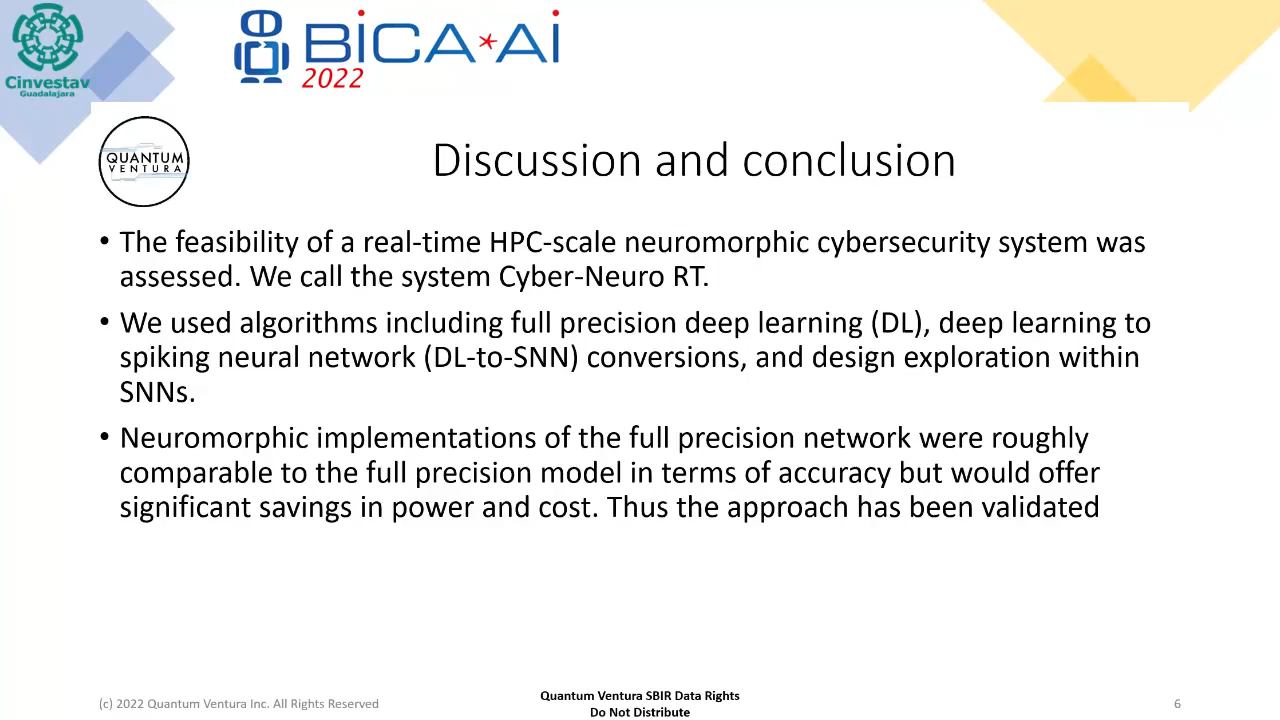 Cinvestav
Guadalajara
BiCA*Ai
2022
QUANTUM
VENTURA
Discussion and conclusion
• The feasibility of a real-time HPC-scale neuromorphic cybersecurity system was
assessed. We call the system Cyber-Neuro RT.
• We used algorithms including full precision deep learning (DL), deep learning to
spiking neural network (DL-to-SNN) conversions, and design exploration within
SNNs.
• Neuromorphic implementations of the full precision network were roughly
comparable to the full precision model in terms of accuracy but would offer
significant savings in power and cost. Thus the approach has been validated
(c) 2022 Quantum Ventura Inc. All Rights Reserved
Quantum Ventura SBIR Data Rights
Do Not Distribute
6